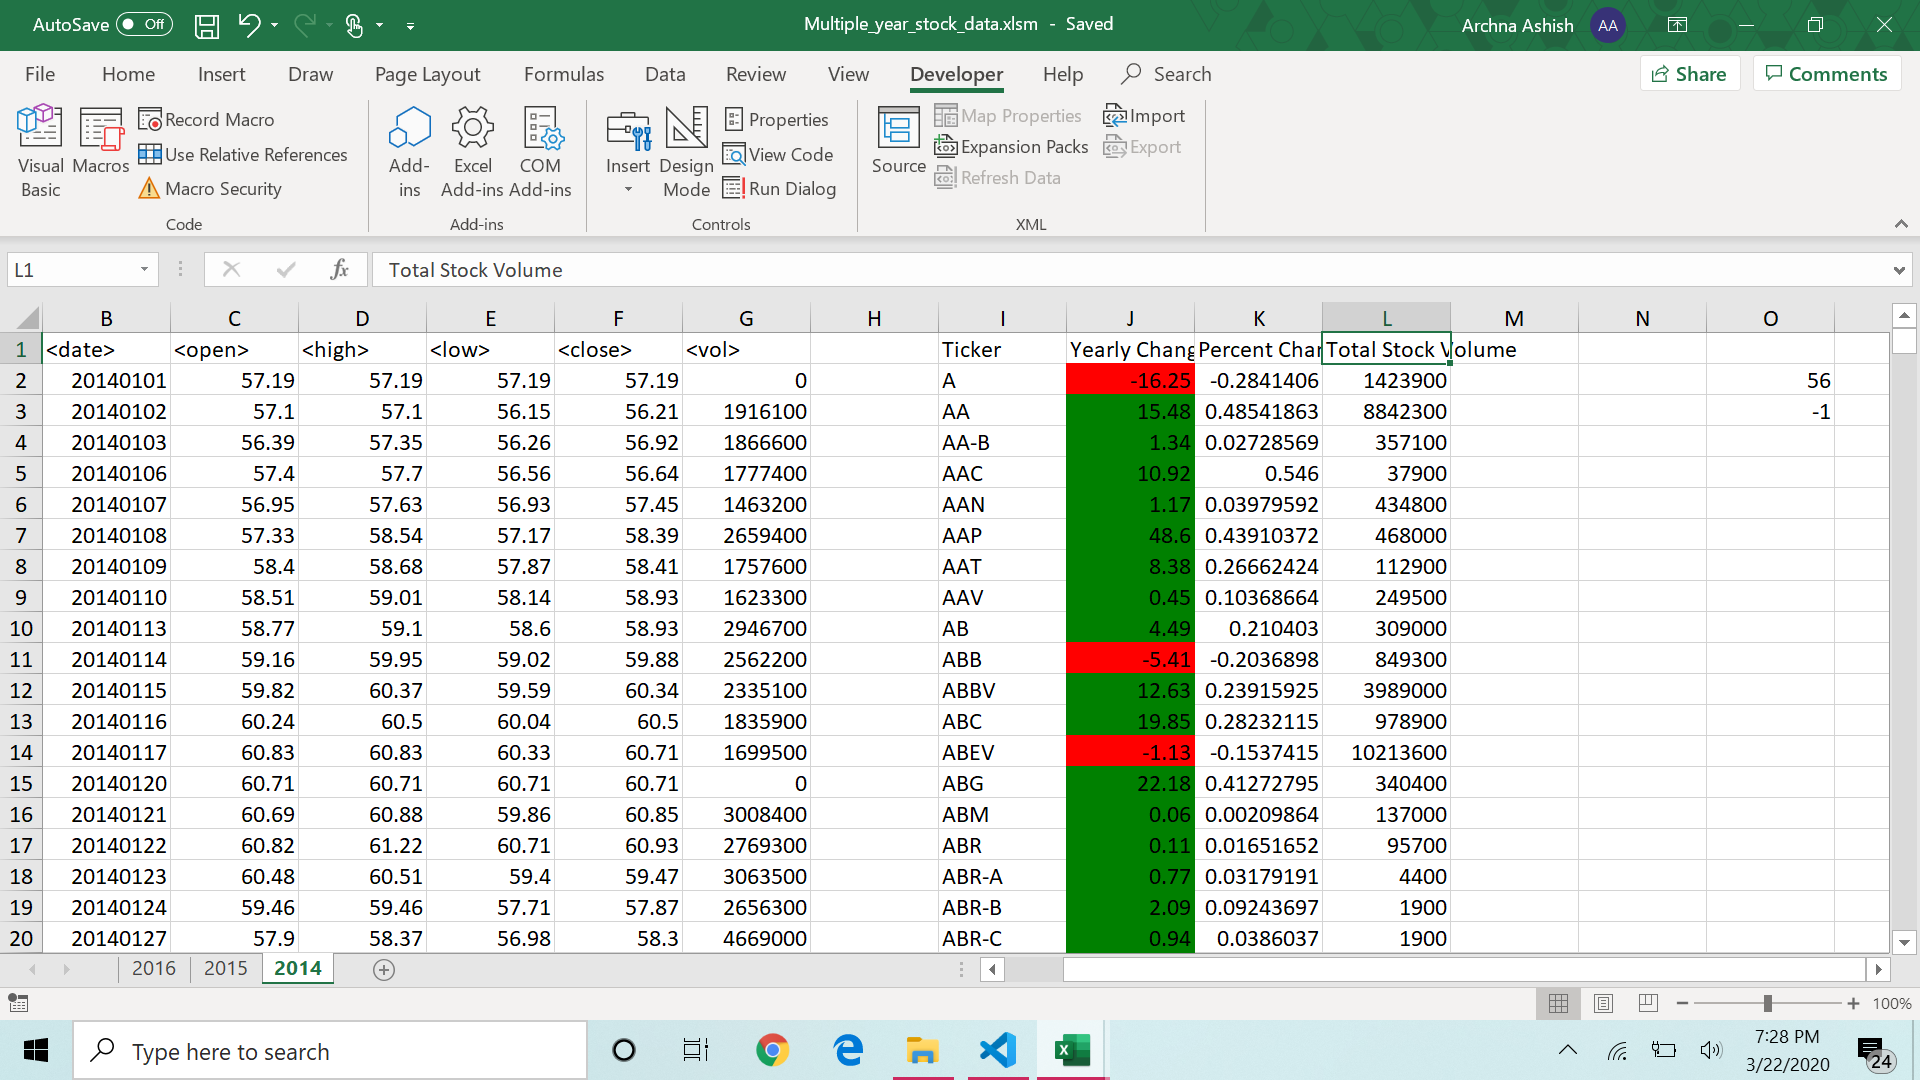 AutoSave Off Multiple_year_stock_data.xlsm - Saved Archna Ashish AA
File Home Insert Draw Page Layout Formulas Data Review View Developer Help Search Share Comments
Visual Basic
Macros
Record Macro
Use Relative References
Macro Security
Code
Add-ins
Excel Add-ins
COM Add-ins
Add-ins
Insert
Design Mode
Properties
View Code
Run Dialog
Controls
Source
Map Properties
Expansion Packs
Refresh Data
Import
Export
XML
L1 fx Total Stock Volume
B C D E F G H I J K L M N O
1 <date> <open> <high> <low> <close> <vol> Ticker Yearly Chang Percent Char Total Stock Volume
2 20140101 57.19 57.19 57.19 57.19 0 A -16.25 -0.2841406 1423900 56
3 20140102 57.1 57.1 56.15 56.21 1916100 AA 15.48 0.48541863 8842300 -1
4 20140103 56.39 57.35 56.26 56.92 1866600 AA-B 1.34 0.02728569 357100
5 20140106 57.4 57.7 56.56 56.64 1777400 AAC 10.92 0.546 37900
6 20140107 56.95 57.63 56.93 57.45 1463200 AAN 1.17 0.03979592 434800
7 20140108 57.33 58.54 57.17 58.39 2659400 AAP 48.6 0.43910372 468000
8 20140109 58.4 58.68 57.87 58.41 1757600 AAT 8.38 0.26662424 112900
9 20140110 58.51 59.01 58.14 58.93 1623300 AAV 0.45 0.10368664 249500
10 20140113 58.77 59.1 58.6 58.93 2946700 AB 4.49 0.210403 309000
11 20140114 59.16 59.95 59.02 59.88 2562200 ABB -5.41 -0.2036898 849300
12 20140115 59.82 60.37 59.59 60.34 2335100 ABBV 12.63 0.23915925 3989000
13 20140116 60.24 60.5 60.04 60.5 1835900 ABC 19.85 0.28232115 978900
14 20140117 60.83 60.83 60.33 60.71 1699500 ABEV -1.13 -0.1537415 10213600
15 20140120 60.71 60.71 60.71 60.71 0 ABG 22.18 0.41272795 340400
16 20140121 60.69 60.88 59.86 60.85 3008400 ABM 0.06 0.00209864 137000
17 20140122 60.82 61.22 60.71 60.93 2769300 ABR 0.11 0.01651652 95700
18 20140123 60.48 60.51 59.4 59.47 3063500 ABR-A 0.77 0.03179191 4400
19 20140124 59.46 59.46 57.71 57.87 2656300 ABR-B 2.09 0.09243697 1900
20 20140127 57.9 58.37 56.98 58.3 4669000 ABR-C 0.94 0.0386037 1900
2016 2015 2014
100%
Type here to search
7:28 PM
3/22/2020
24